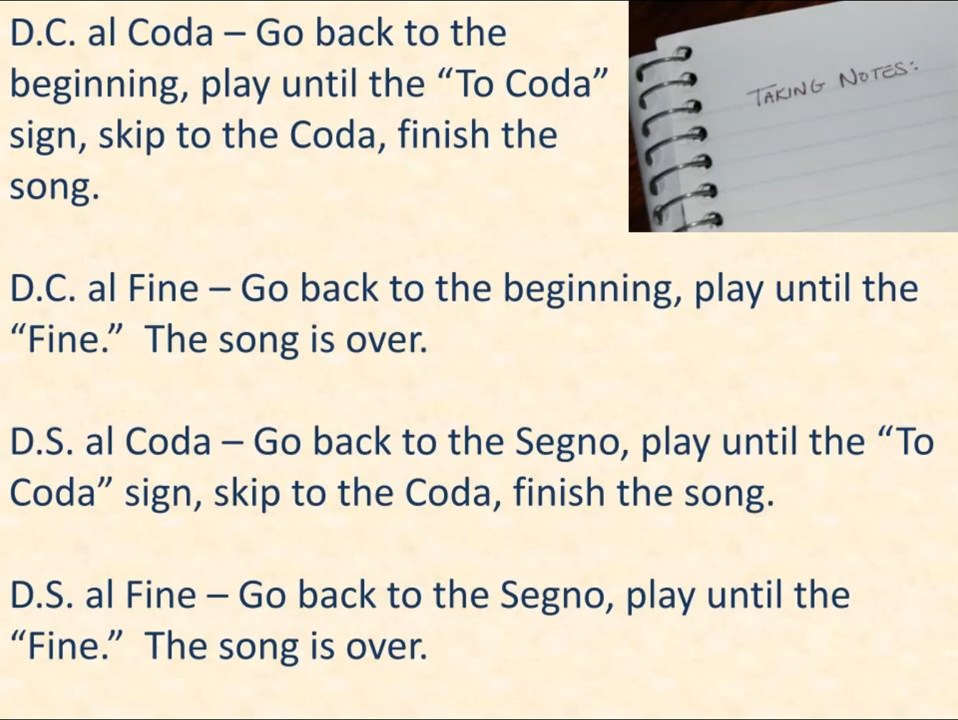 D.C. al Coda – Go back to the
beginning, play until the “To Coda”
sign, skip to the Coda, finish the
song.
TAKING NOTES:
D.C. al Fine – Go back to the beginning, play until the
“Fine.”  The song is over.
D.S. al Coda – Go back to the Segno, play until the “To
Coda” sign, skip to the Coda, finish the song.
D.S. al Fine – Go back to the Segno, play until the
“Fine.”  The song is over.